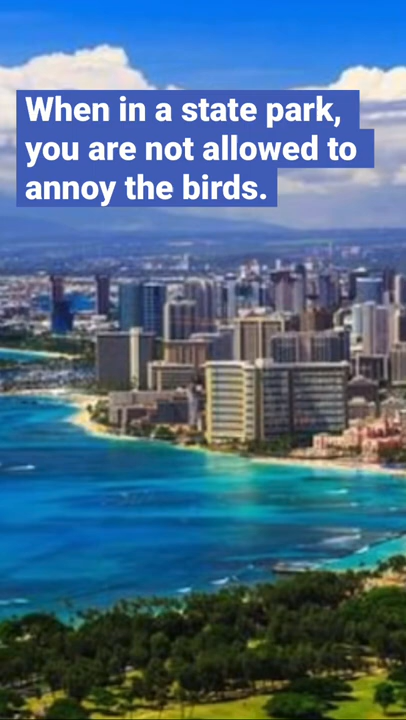 When in a state park,
you are not allowed to
annoy the birds.